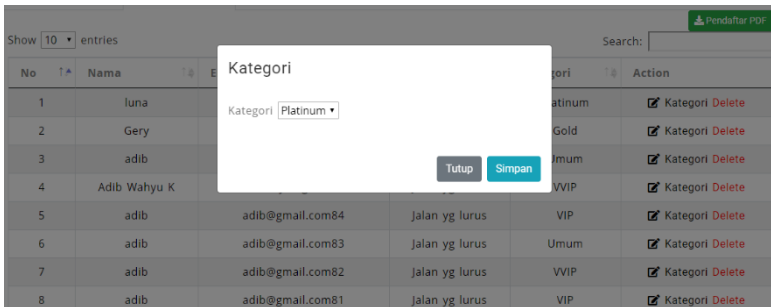 Pendaftar PDF
Show 10 entries
Search:
No Nama E gori Action
Kategori
Kategori Platinum
Tutup Simpan
1 luna atinum Kategori Delete
2 Gery Gold Kategori Delete
3 adib Umum Kategori Delete
4 Adib Wahyu K VVIP Kategori Delete
5 adib adib@gmail.com84 Jalan yg lurus VIP Kategori Delete
6 adib adib@gmail.com83 Jalan yg lurus Umum Kategori Delete
7 adib adib@gmail.com82 Jalan yg lurus VVIP Kategori Delete
8 adib adib@gmail.com81 Jalan yg lurus VIP Kategori Delete